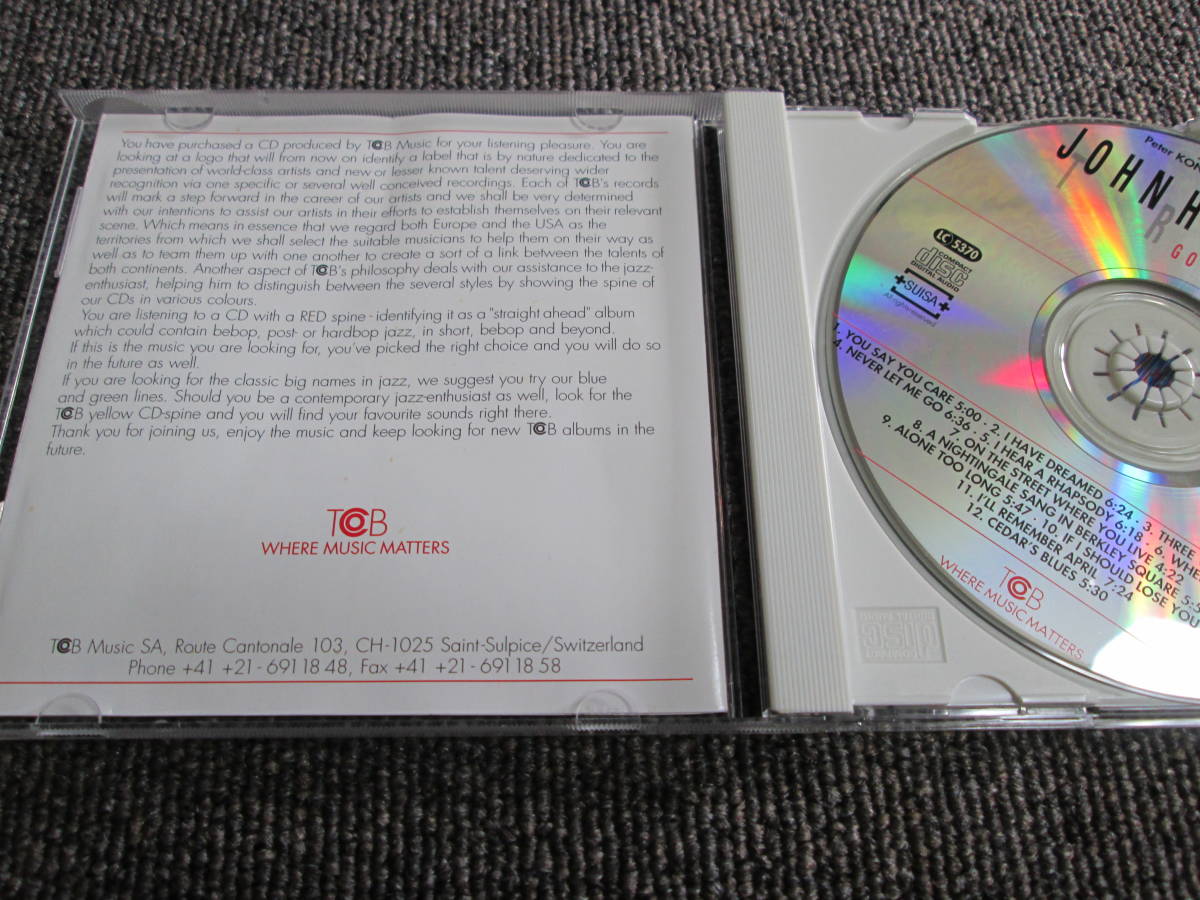 You have purchased a CD produced by TCB Music for your listening pleasure. You are
looking at a logo that will from now on identify a label that is by nature dedicated to the
presentation of world-class artists and new or lesser known talent deserving wider
recognition via one specific or several well conceived recordings. Each of TCB's records
will mark a step forward in the career of our artists and we shall be very determined
with our intentions to assist our artists in their efforts to establish themselves on their relevant
scene. Which means in essence that we regard both Europe and the USA as the
territories from which we shall select the suitable musicians to help them on their way as
well as to team them up with one another to create a sort of a link between the talents of
both continents. Another aspect of TCB's philosophy deals with our assistance to the jazz-
enthusiast, helping him to distinguish between the several styles by showing the spine of
our CDs in various colours.
You are listening to a CD with a RED spine - identifying it as a "straight ahead" album
which could contain bebop, post- or hardbop jazz, in short, bebop and beyond.
If this is the music you are looking for, you've picked the right choice and you will do so
in the future as well.
If you are looking for the classic big names in jazz, we suggest you try our blue
and green lines. Should you be a contemporary jazz-enthusiast as well, look for the
TCB yellow CD-spine and you will find your favourite sounds right there.
Thank you for joining us, enjoy the music and keep looking for new TCB albums in the
future.
TCB
WHERE MUSIC MATTERS
TCB Music SA, Route Cantonale 103, CH-1025 Saint-Sulpice/Switzerland
Phone +41 +21 - 691 18 48, Fax +41 +21 - 691 18 58
Peter
JOHN H
GO
LC 5370
COMPACT
disc
DIGITAL AUDIO
SUISA
All rights reserved
1. YOU SAY YOU CARE 5:00 · 2. I HAVE DREAMED 6:24 · 3. THREE
4. NEVER LET ME GO 6:36 · 5. I HEAR A RHAPSODY 6:18 · 6. WHE
7. ON THE STREET WHERE YOU LIVE 4:22
8. A NIGHTINGALE SANG IN BERKLEY SQUARE 5:
9. ALONE TOO LONG 5:47 · 10. IF I SHOULD LOSE YOU
11. I'LL REMEMBER APRIL 7:24
12. CEDAR'S BLUES 5:30
TCB
WHERE MUSIC MATTERS